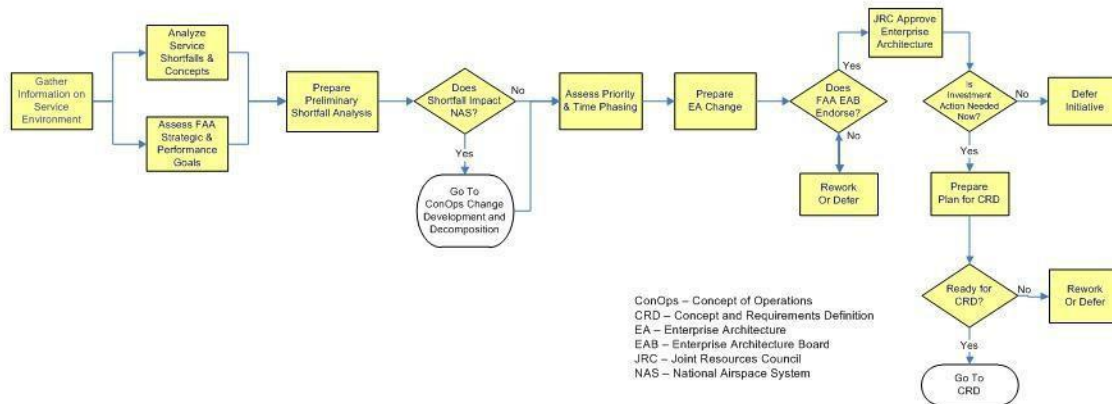 Gather
Information on
Service
Environment
Analyze
Service
Shortfalls &
Concepts
Assess FAA
Strategic &
Performance
Goals
Prepare
Preliminary
Shortfall Analysis
Does
Shortfall Impact
NAS?
No
Yes
Go To
ConOps Change
Development and
Decomposition
Assess Priority
& Time Phasing
Prepare
EA Change
Does
FAA EAB
Endorse?
Yes
No
Rework
Or Defer
JRC Approve
Enterprise
Architecture
Is
Investment
Action Needed
Now?
No
Defer
Initiative
Yes
Prepare
Plan for CRD
Ready for
CRD?
No
Rework
Or Defer
Yes
Go To
CRD
ConOps – Concept of Operations
CRD – Concept and Requirements Definition
EA – Enterprise Architecture
EAB – Enterprise Architecture Board
JRC – Joint Resources Council
NAS – National Airspace System